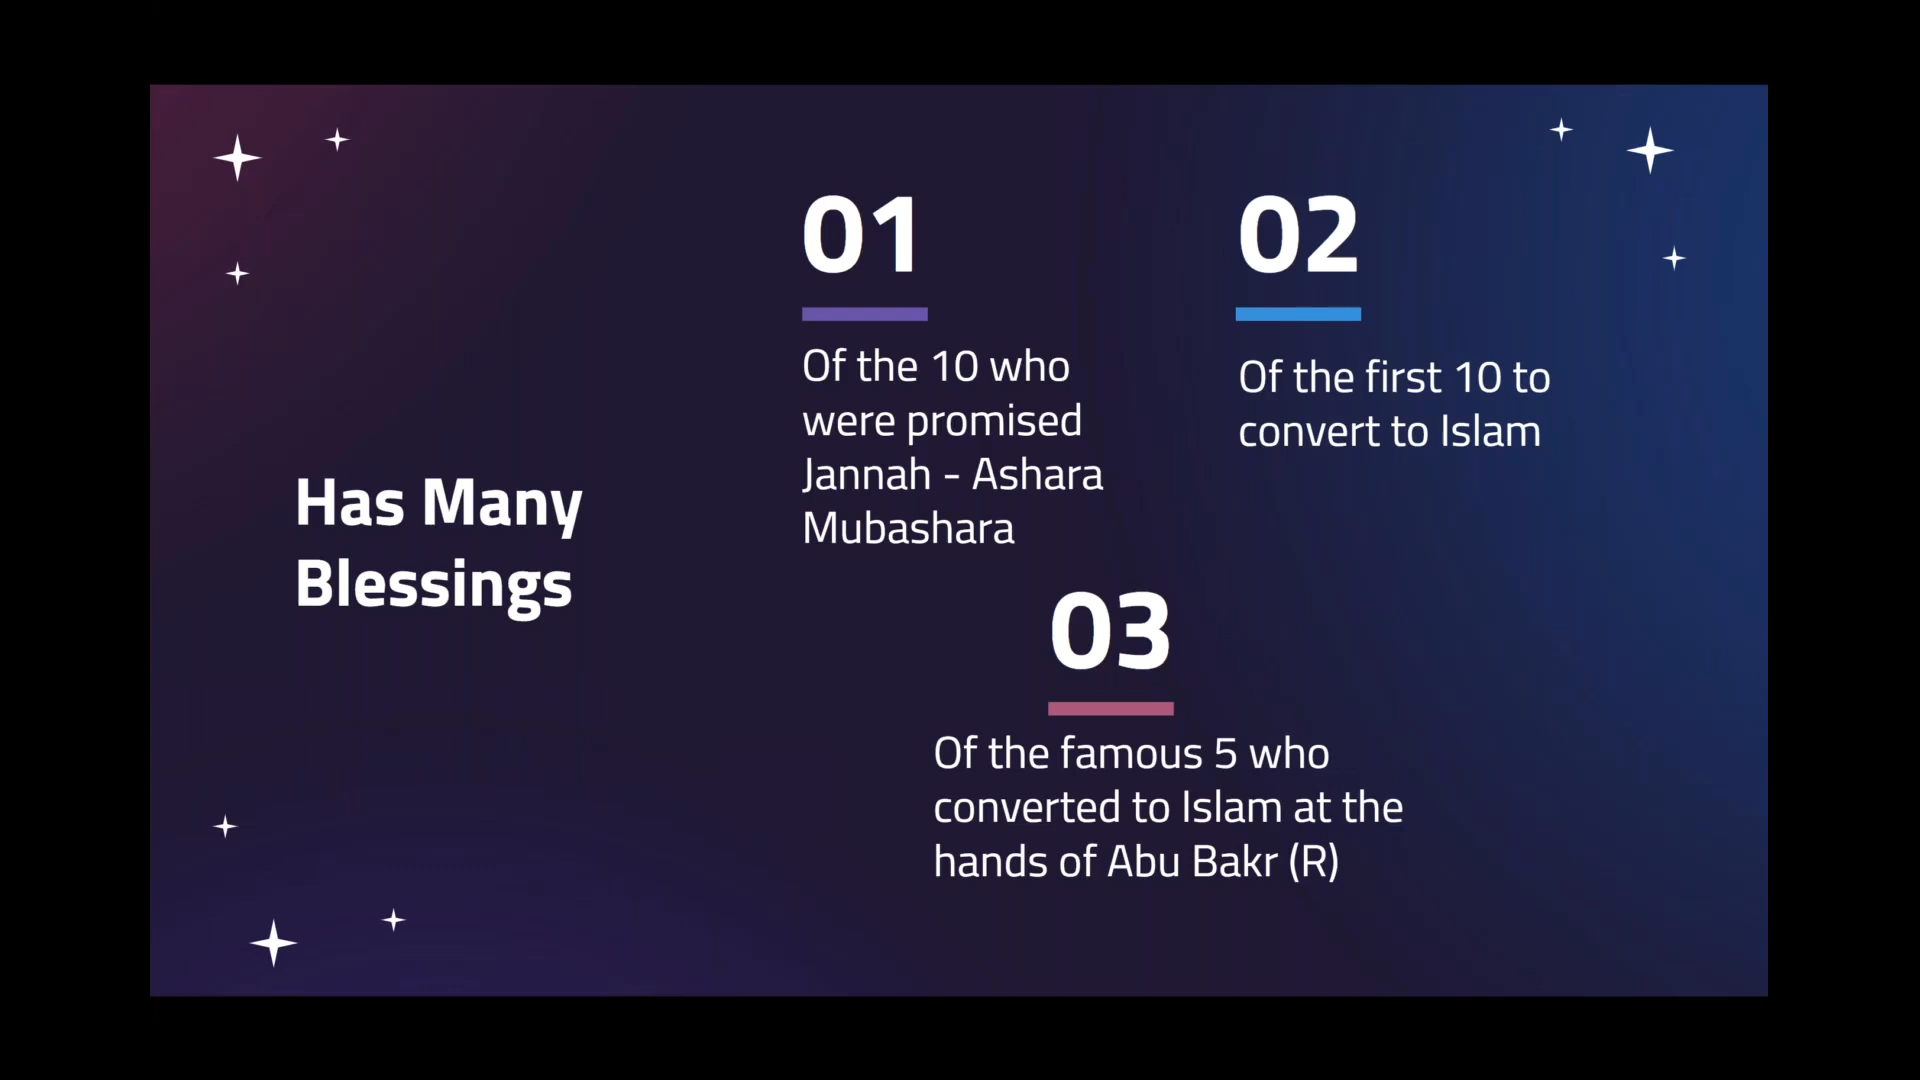 Has Many
Blessings
01
Of the 10 who
were promised
Jannah - Ashara
Mubashara
02
Of the first 10 to
convert to Islam
03
Of the famous 5 who
converted to Islam at the
hands of Abu Bakr (R)